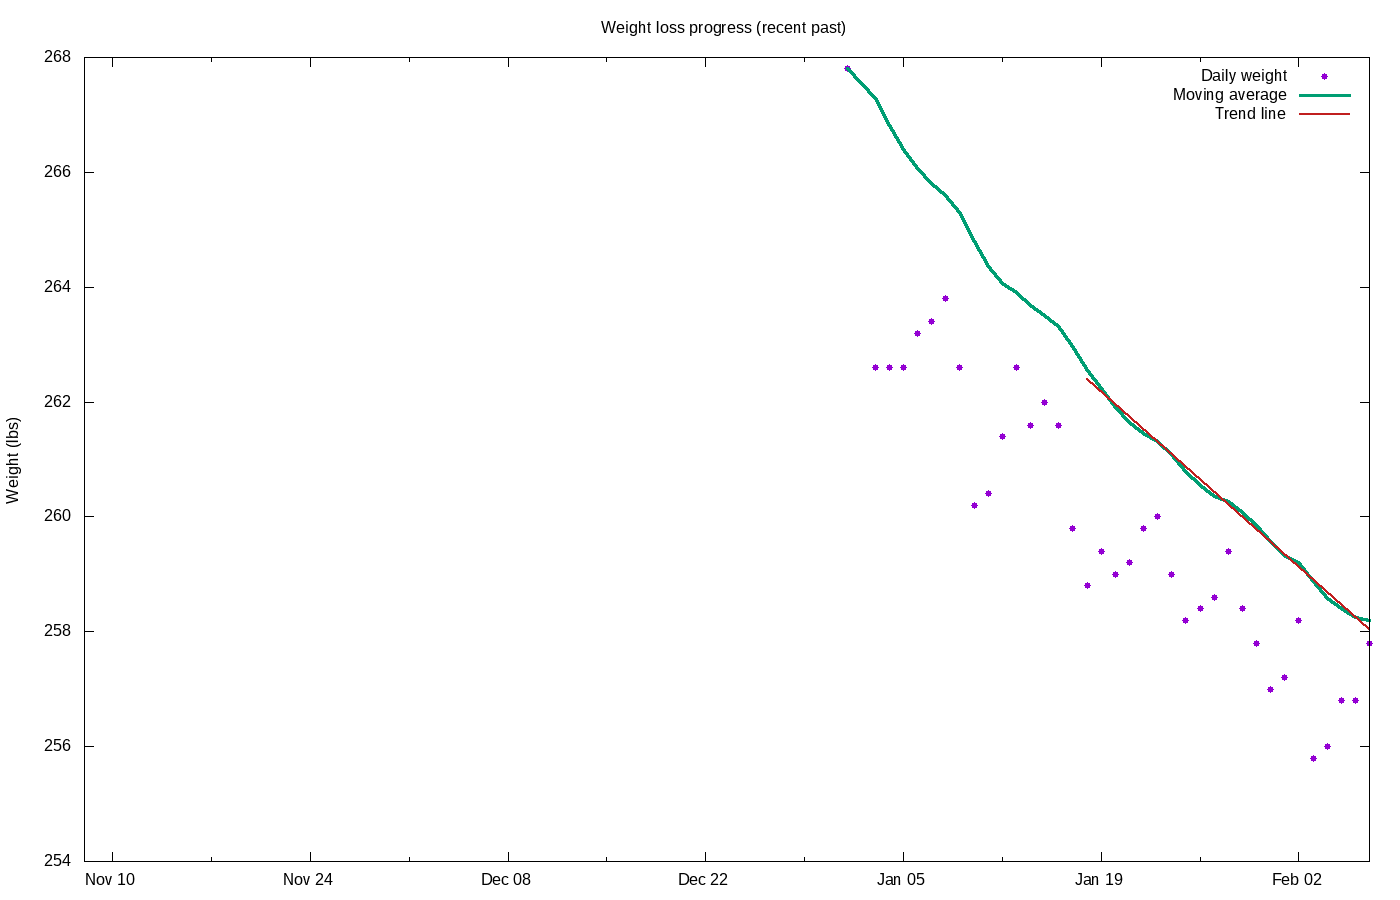 Weight loss progress (recent past)
268
266
264
262
260
258
256
254
Weight (lbs)
Daily weight
Moving average
Trend line
Nov 10 Nov 24 Dec 08 Dec 22 Jan 05 Jan 19 Feb 02